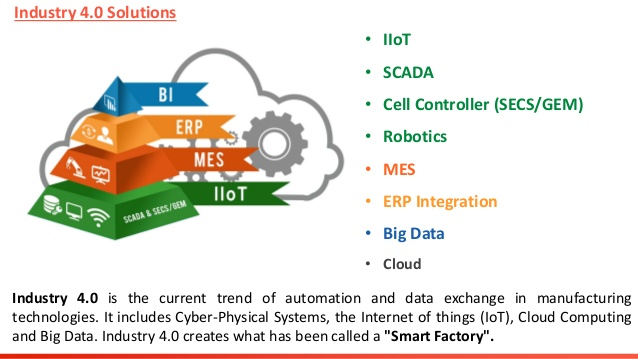 Industry 4.0 Solutions
BI
ERP
MES
IIoT
SCADA & SECS/GEM
• IIoT
• SCADA
• Cell Controller (SECS/GEM)
• Robotics
• MES
• ERP Integration
• Big Data
• Cloud
Industry 4.0 is the current trend of automation and data exchange in manufacturing
technologies. It includes Cyber-Physical Systems, the Internet of things (IoT), Cloud Computing
and Big Data. Industry 4.0 creates what has been called a "Smart Factory".